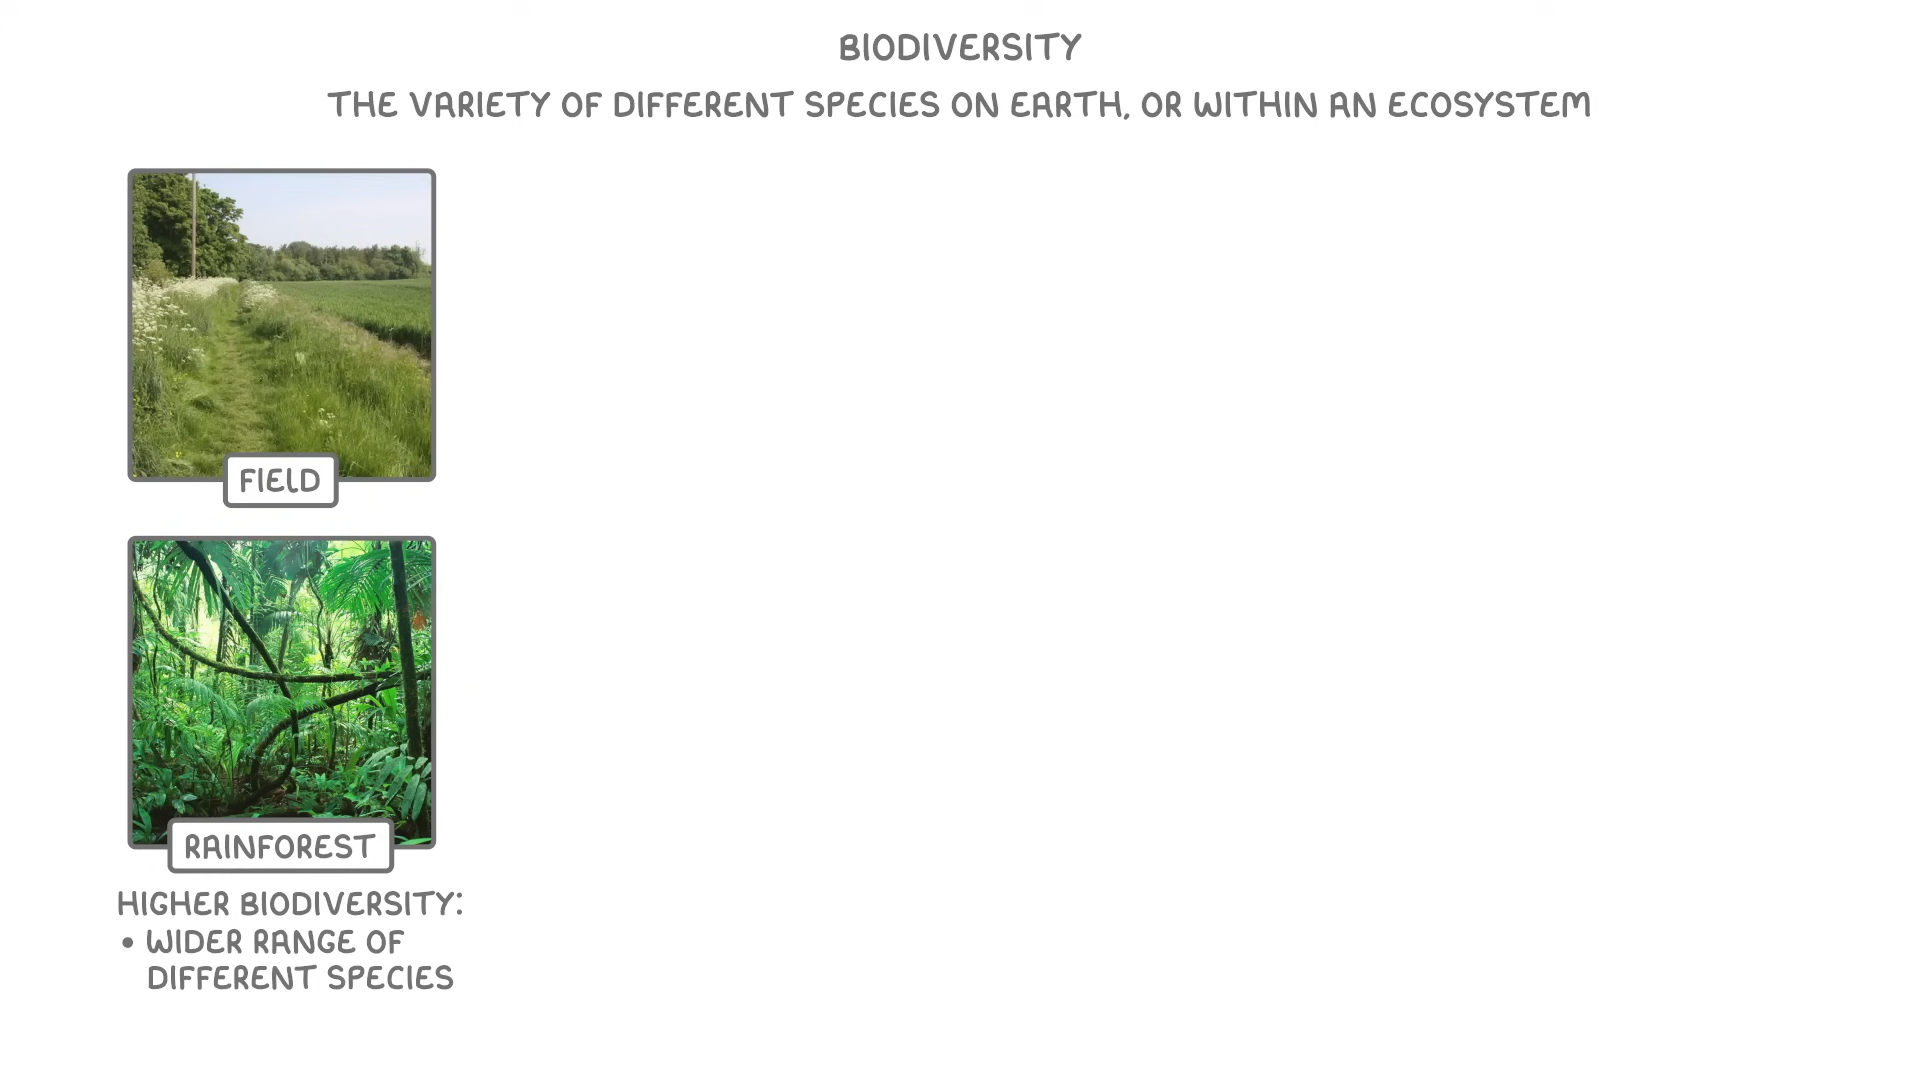 BIODIVERSITY
THE VARIETY OF DIFFERENT SPECIES ON EARTH, OR WITHIN AN ECOSYSTEM
FIELD
RAINFOREST
HIGHER BIODIVERSITY:
• WIDER RANGE OF
DIFFERENT SPECIES